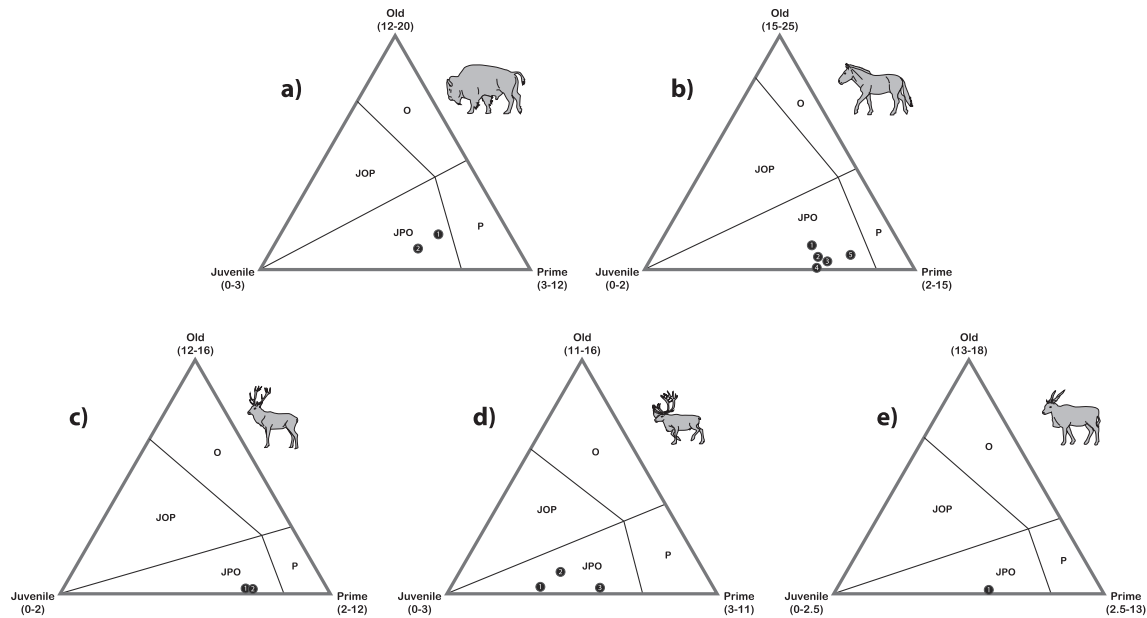 Old
(12-20)
a)
O
JOP
JPO
P
1
2
Juvenile
(0-3)
Prime
(3-12)
Old
(15-25)
b)
O
JOP
JPO
P
1
2
3
4
5
Juvenile
(0-2)
Prime
(2-15)
Old
(12-16)
c)
O
JOP
JPO
P
1 2
Juvenile
(0-2)
Prime
(2-12)
Old
(11-16)
d)
O
JOP
JPO
P
2
1
3
Juvenile
(0-3)
Prime
(3-11)
Old
(13-18)
e)
O
JOP
P
JPO
1
Juvenile
(0-2.5)
Prime
(2.5-13)